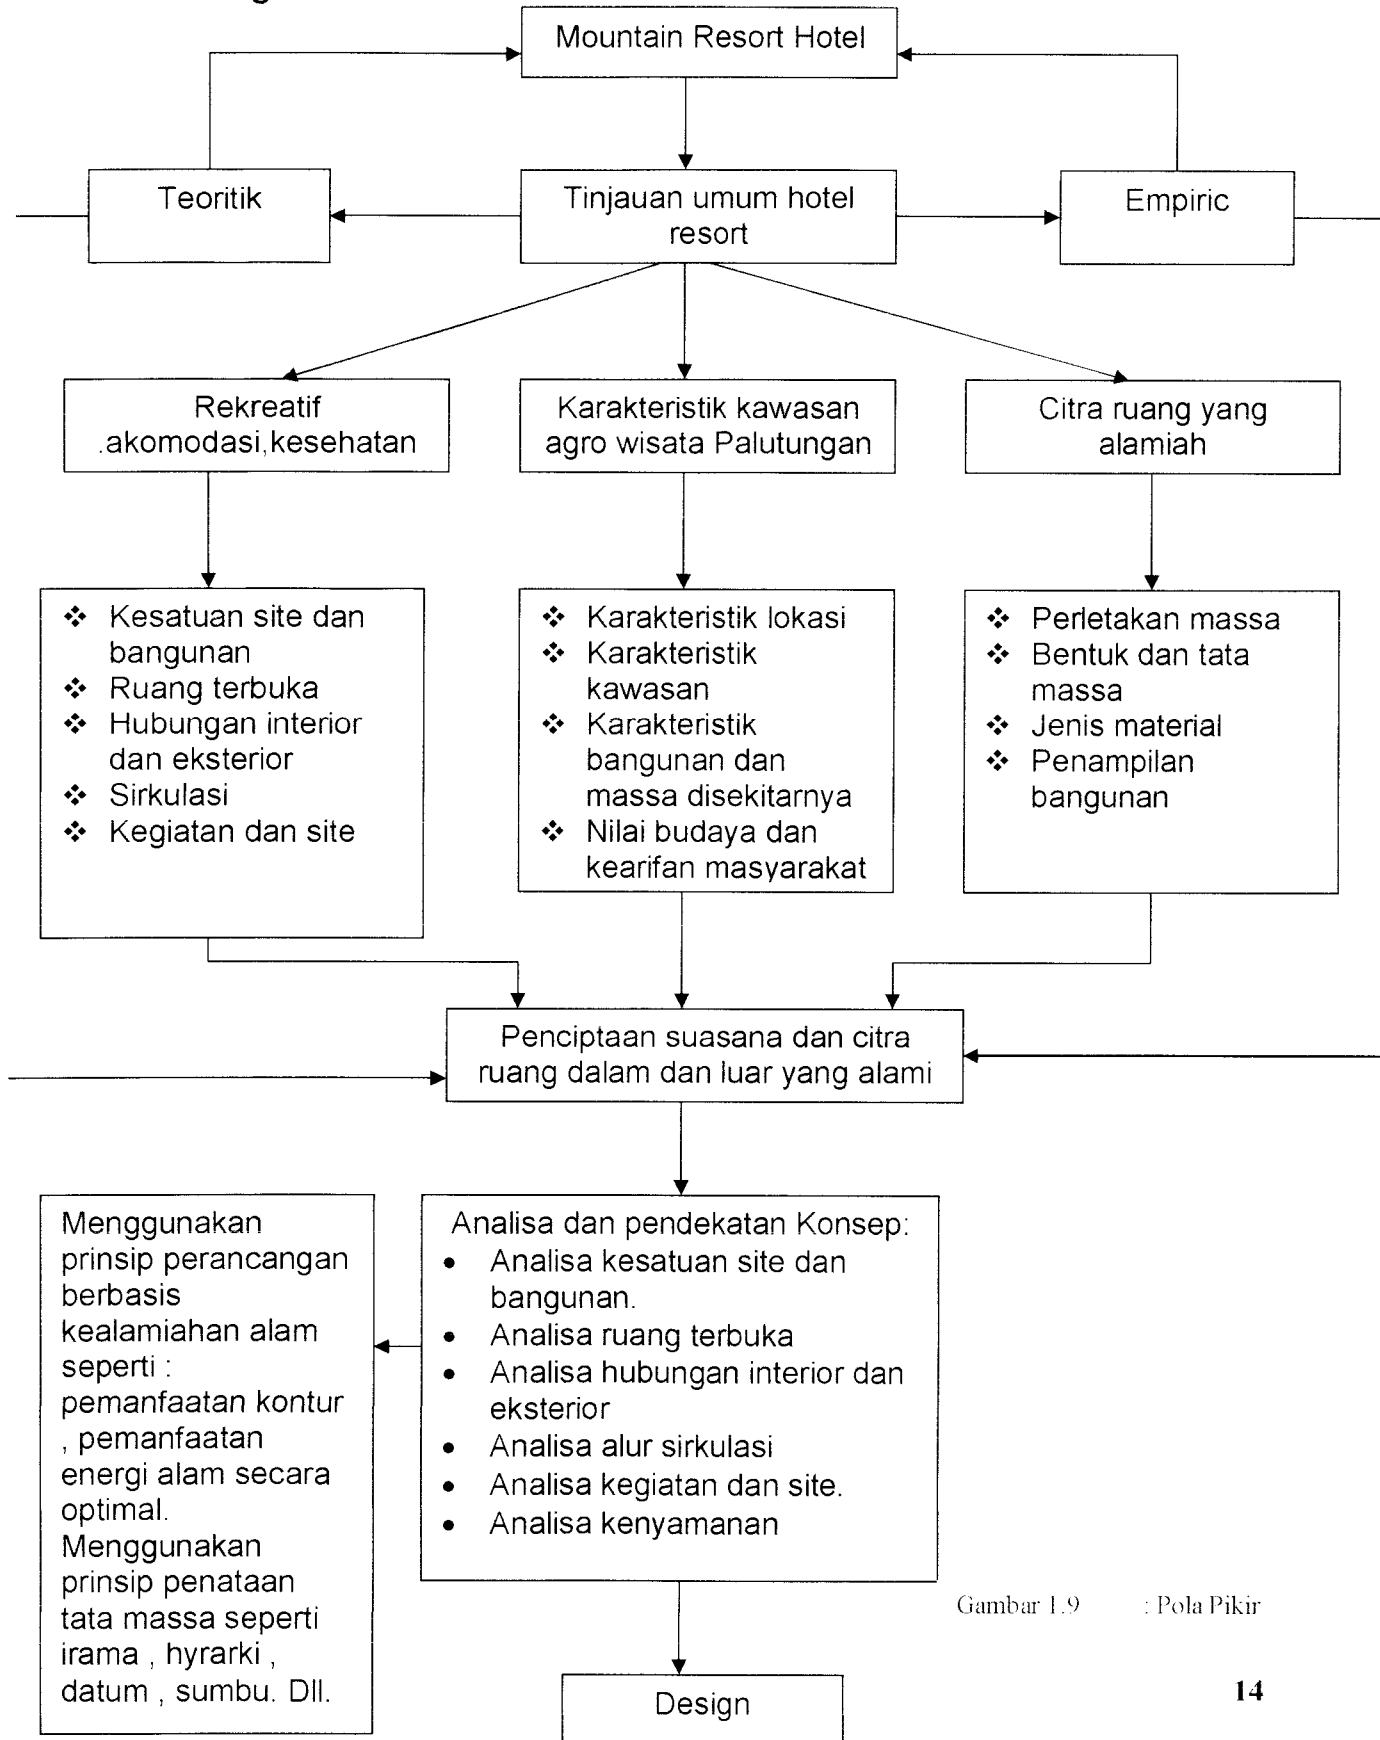 Mountain Resort Hotel
Teoritik
Tinjauan umum hotel
resort
Empiric
Rekreatif
.akomodasi,kesehatan
Karakteristik kawasan
agro wisata Palutungan
Citra ruang yang
alamiah
❖ Kesatuan site dan
bangunan
❖ Ruang terbuka
❖ Hubungan interior
dan eksterior
❖ Sirkulasi
❖ Kegiatan dan site
❖ Karakteristik lokasi
❖ Karakteristik
kawasan
❖ Karakteristik
bangunan dan
massa disekitarnya
❖ Nilai budaya dan
kearifan masyarakat
❖ Perletakan massa
❖ Bentuk dan tata
massa
❖ Jenis material
❖ Penampilan
bangunan
Penciptaan suasana dan citra
ruang dalam dan luar yang alami
Menggunakan
prinsip perancangan
berbasis
kealamiahan alam
seperti :
pemanfaatan kontur
, pemanfaatan
energi alam secara
optimal.
Menggunakan
prinsip penataan
tata massa seperti
irama , hyrarki ,
datum , sumbu. Dll.
Analisa dan pendekatan Konsep:
• Analisa kesatuan site dan
bangunan.
• Analisa ruang terbuka
• Analisa hubungan interior dan
eksterior
• Analisa alur sirkulasi
• Analisa kegiatan dan site.
• Analisa kenyamanan
Gambar 1.9 : Pola Pikir
Design
14